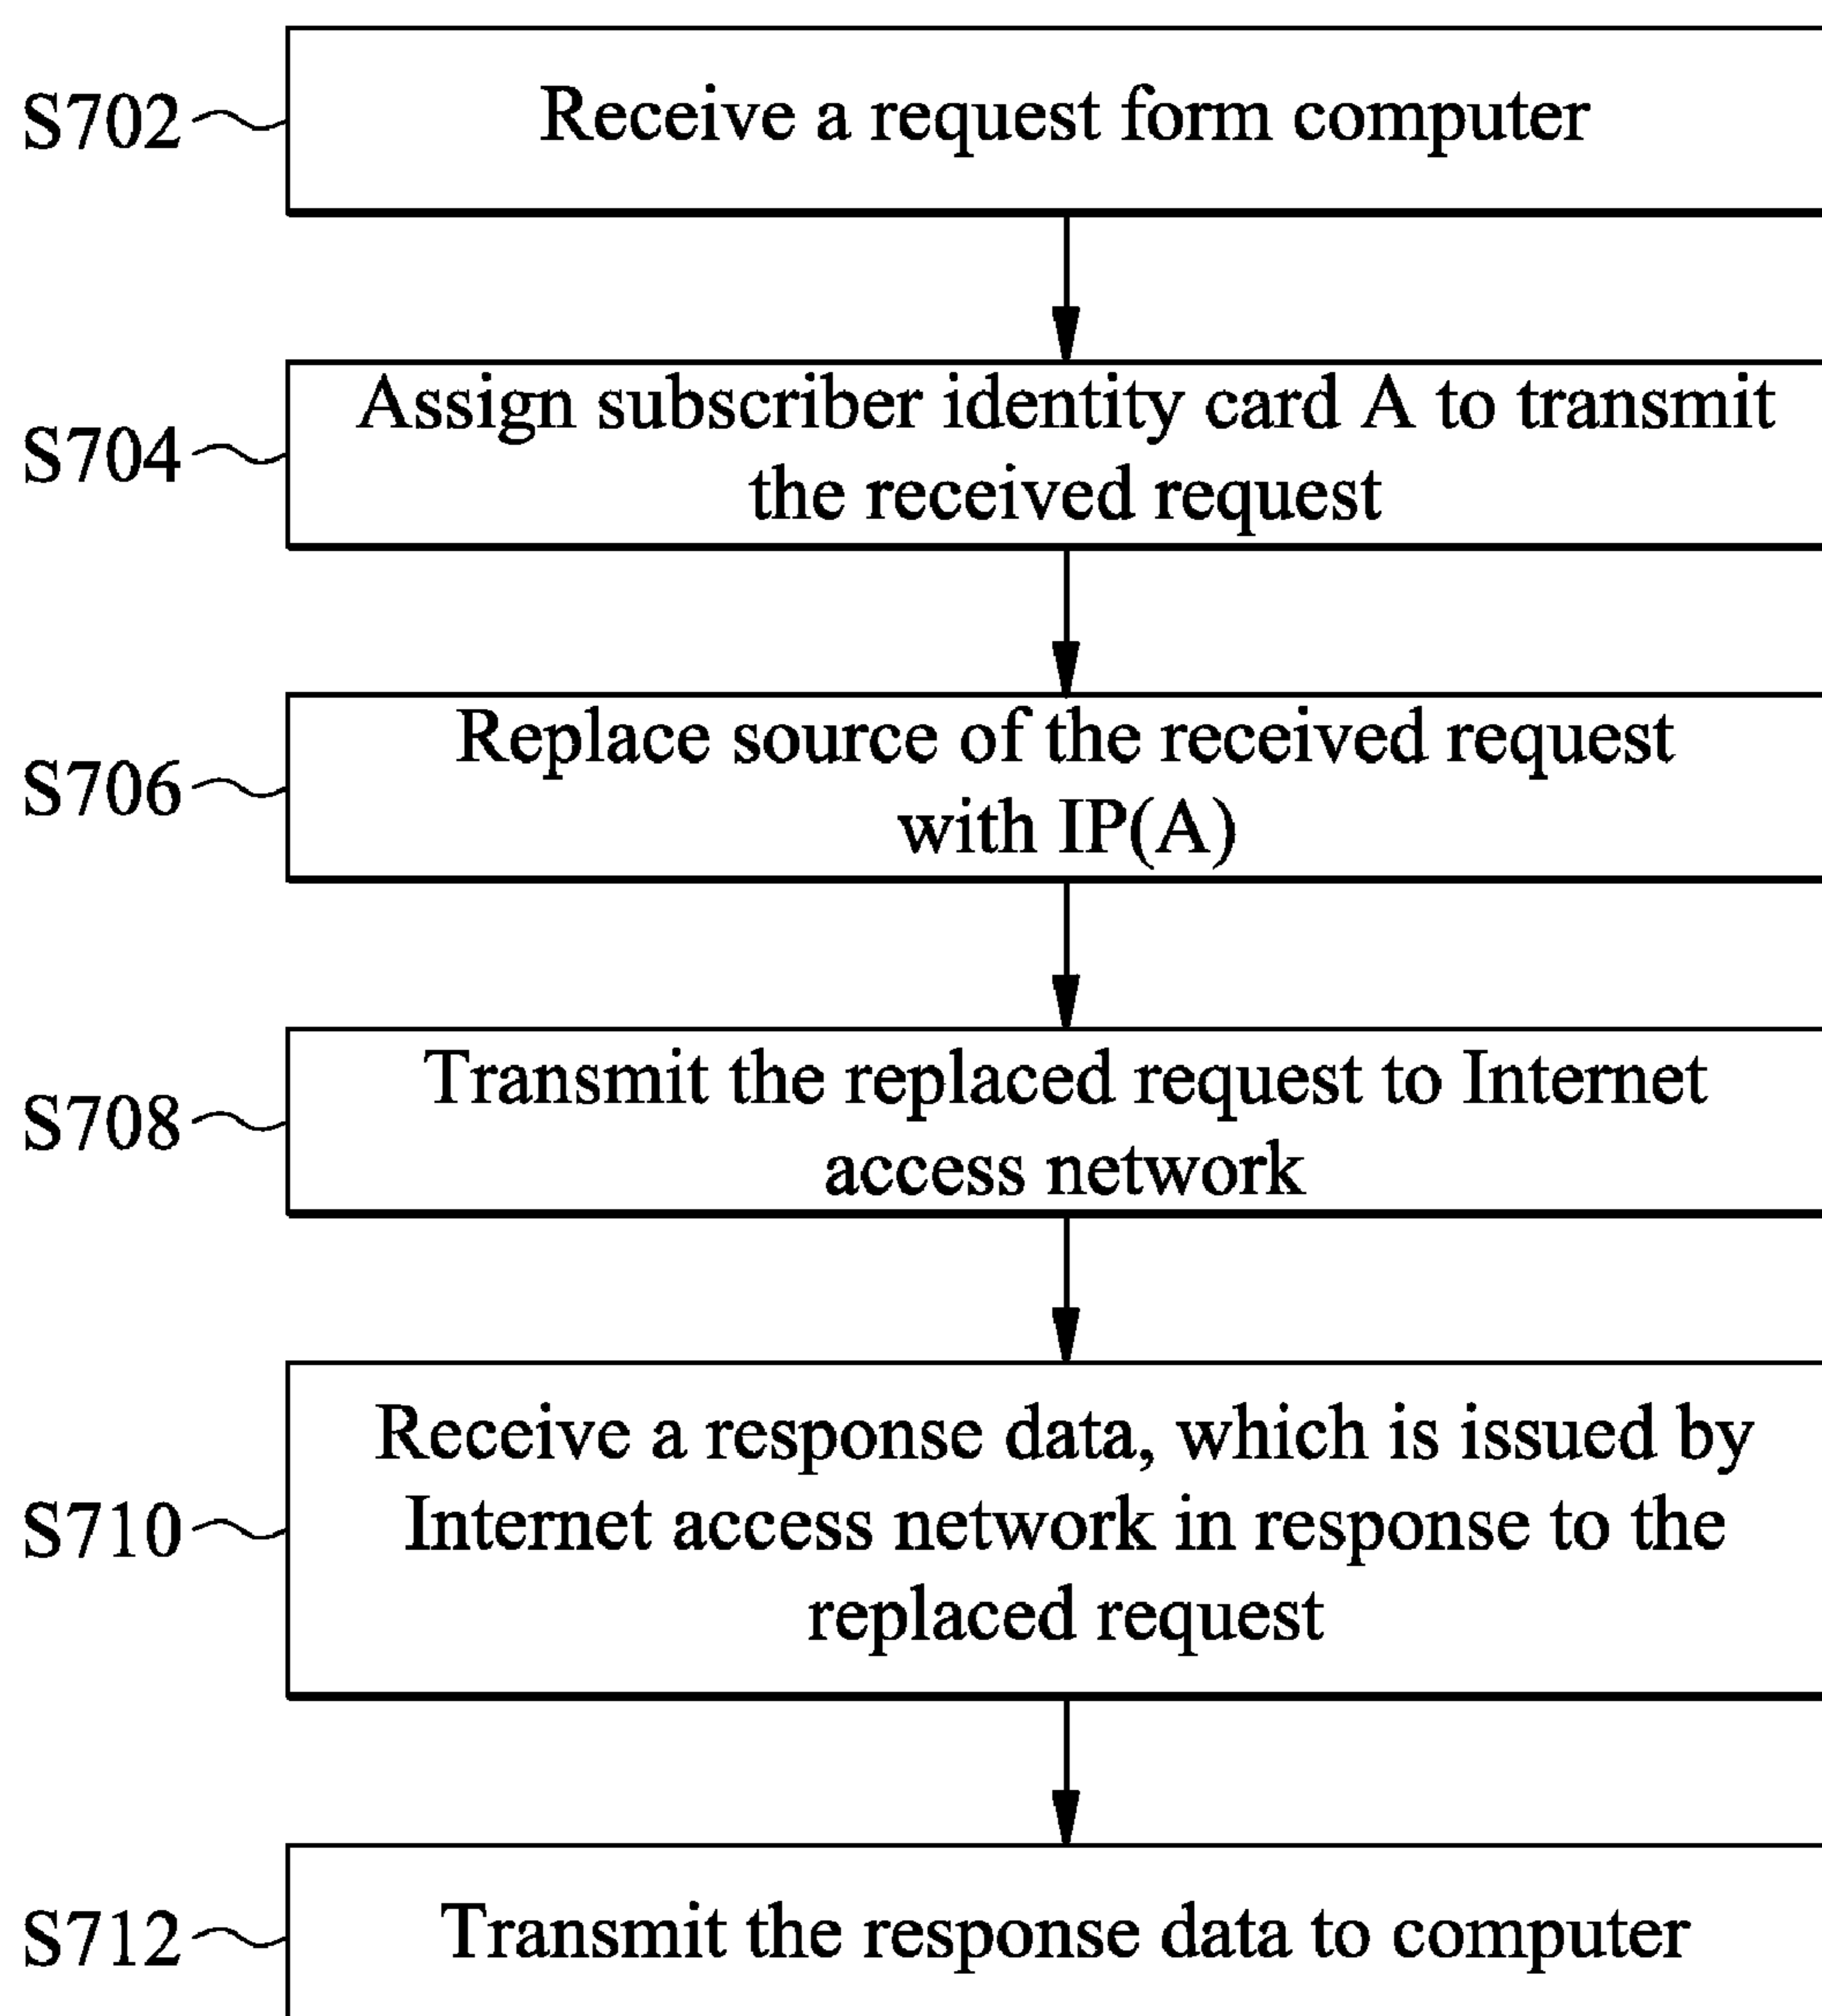 S702
Receive a request form computer
S704
Assign subscriber identity card A to transmit
the received request
S706
Replace source of the received request
with IP(A)
S708
Transmit the replaced request to Internet
access network
S710
Receive a response data, which is issued by
Internet access network in response to the
replaced request
S712
Transmit the response data to computer